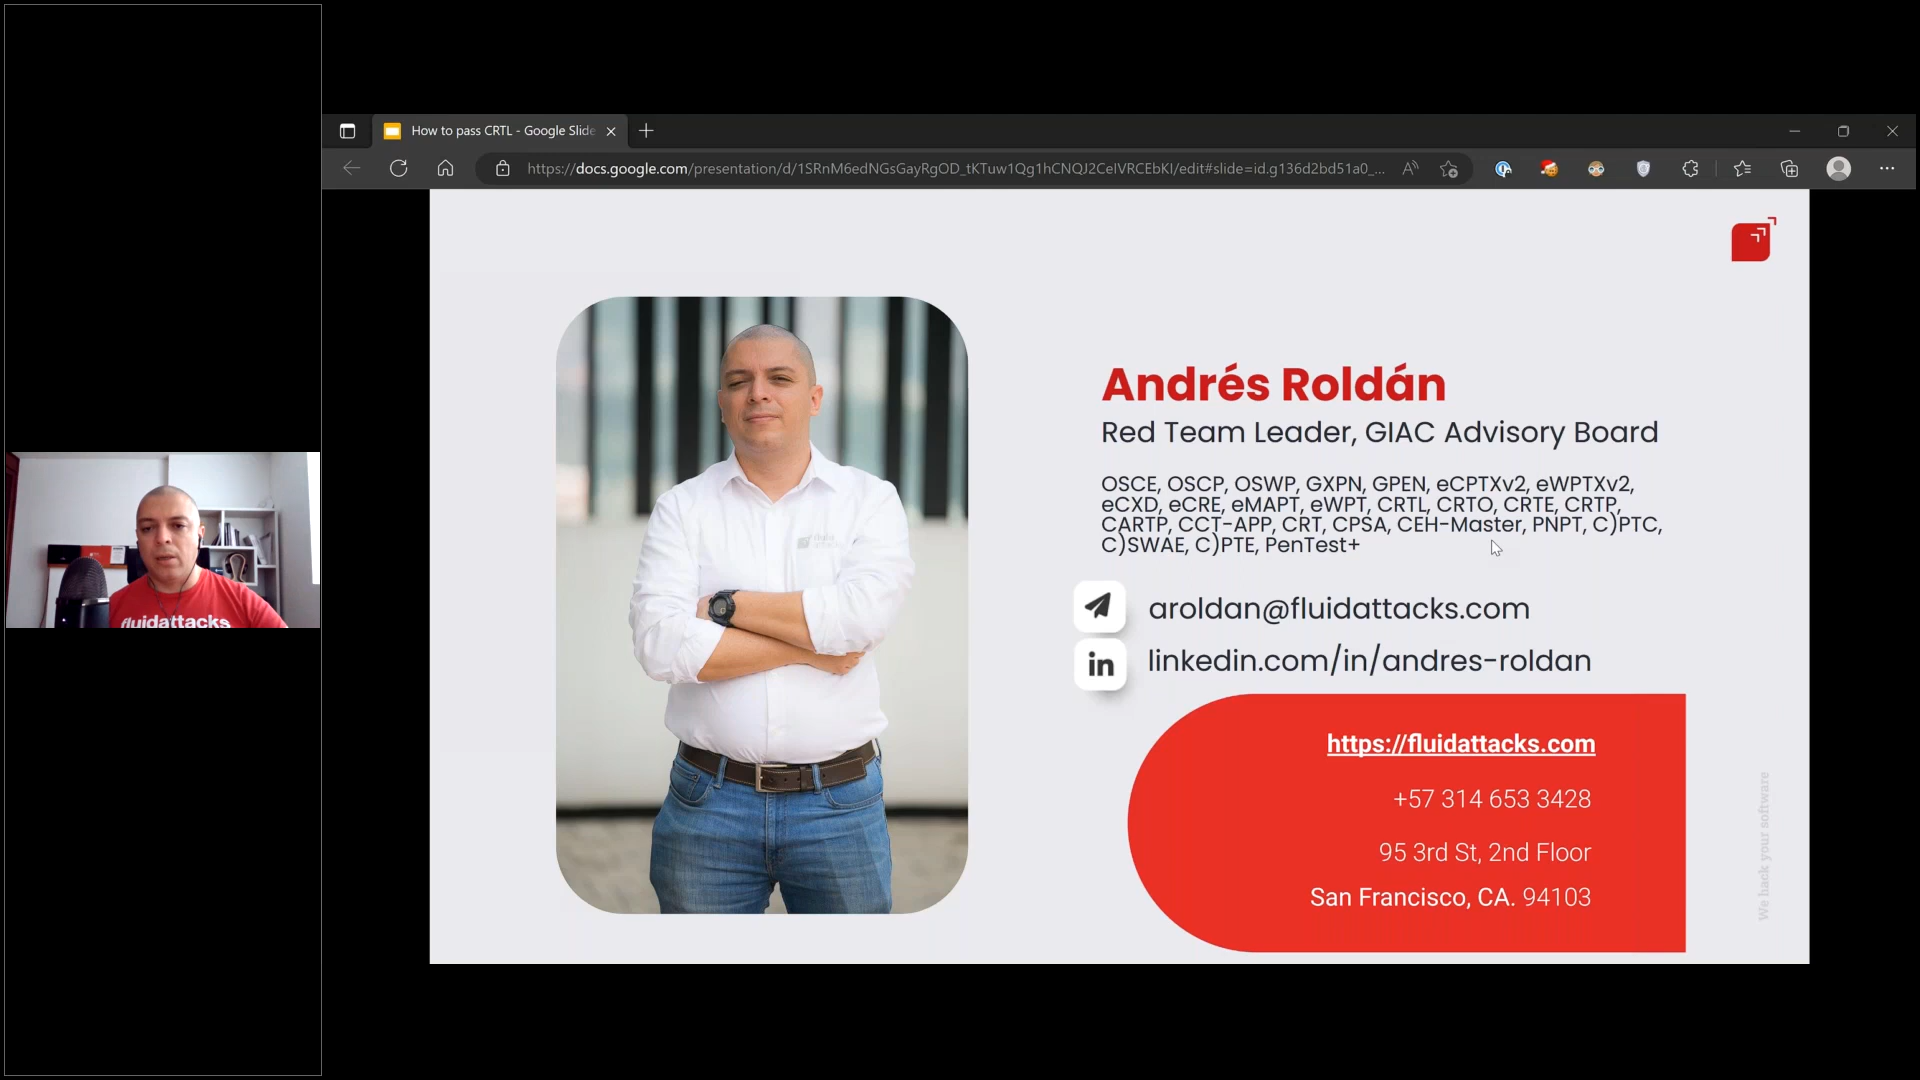 How to pass CRTL - Google Slide
https://docs.google.com/presentation/d/1SRnM6edNGsGayRgOD_tKTuw1Qg1hCNQJ2CeIVRCEbKI/edit#slide=id.g136d2bd51a0_...
Andrés Roldán
Red Team Leader, GIAC Advisory Board
OSCE, OSCP, OSWP, GXPN, GPEN, eCPTXv2, eWPTXv2,
eCXD, eCRE, eMAPT, eWPT, CRTL, CRTO, CRTE, CRTP,
CARTP, CCT-APP, CRT, CPSA, CEH-Master, PNPT, C)PTC,
C)SWAE, C)PTE, PenTest+
aroldan@fluidattacks.com
in linkedin.com/in/andres-roldan
https://fluidattacks.com
+57 314 653 3428
95 3rd St, 2nd Floor
San Francisco, CA. 94103
We hack your software
fluid
attacks
fluidattacks